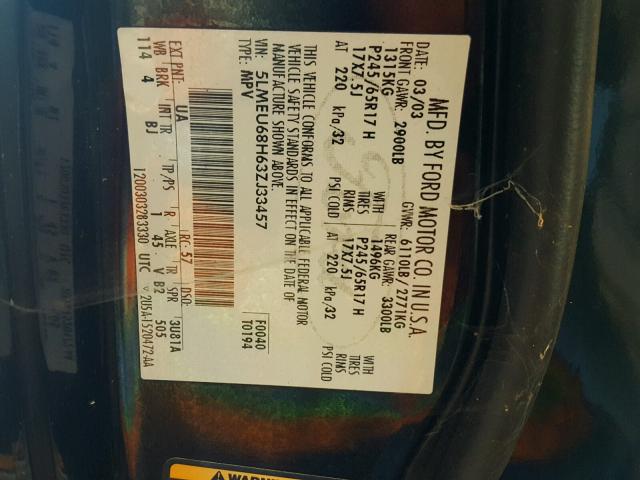 MFD. BY FORD MOTOR CO. IN U.S.A.
DATE: 03/03 GVWR: 6110LB / 2771KG
FRONT GAWR: 2900LB REAR GAWR: 3300LB
1315KG WITH 1496KG WITH
P245/65R17 H TIRES P245/65R17 H TIRES
17X7.5J RIMS 17X7.5J RIMS
AT 220 kPa/32 PSI COLD AT 220 kPa/32 PSI COLD
THIS VEHICLE CONFORMS TO ALL APPLICABLE FEDERAL MOTOR
VEHICLE SAFETY STANDARDS IN EFFECT ON THE DATE OF
MANUFACTURE SHOWN ABOVE.
VIN: 5LMEU68H63ZJ33457 F0040
MPV T0194
EXT PNT: UA RC: 57 DSO:
WB BRK INT TR TP/PS R AXLE TR SPR 3U81A
114 4 BJ 1 45 V B2 505
1200303283330 UTC 2U5A-1520472-AA
WARNING